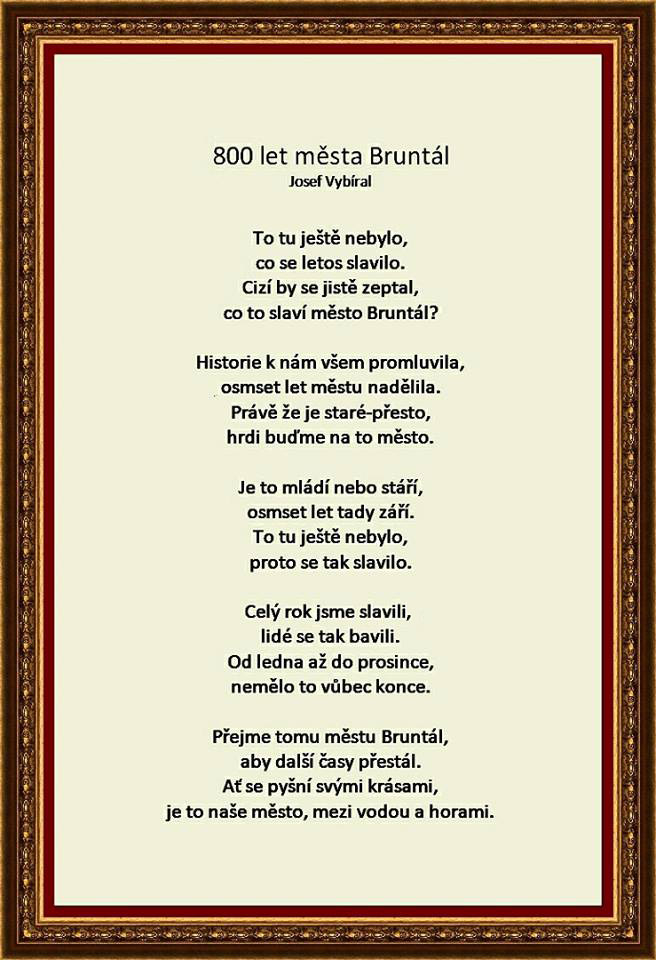 800 let města Bruntál
Josef Vybíral
To tu ještě nebylo,
co se letos slavilo.
Cizí by se jistě zeptal,
co to slaví město Bruntál?
Historie k nám všem promluvila,
osmset let městu nadělila.
Právě že je staré-přesto,
hrdi buďme na to město.
Je to mládí nebo stáří,
osmset let tady září.
To tu ještě nebylo,
proto se tak slavilo.
Celý rok jsme slavili,
lidé se tak bavili.
Od ledna až do prosince,
nemělo to vůbec konce.
Přejme tomu městu Bruntál,
aby další časy přestál.
Ať se pyšní svými krásami,
je to naše město, mezi vodou a horami.